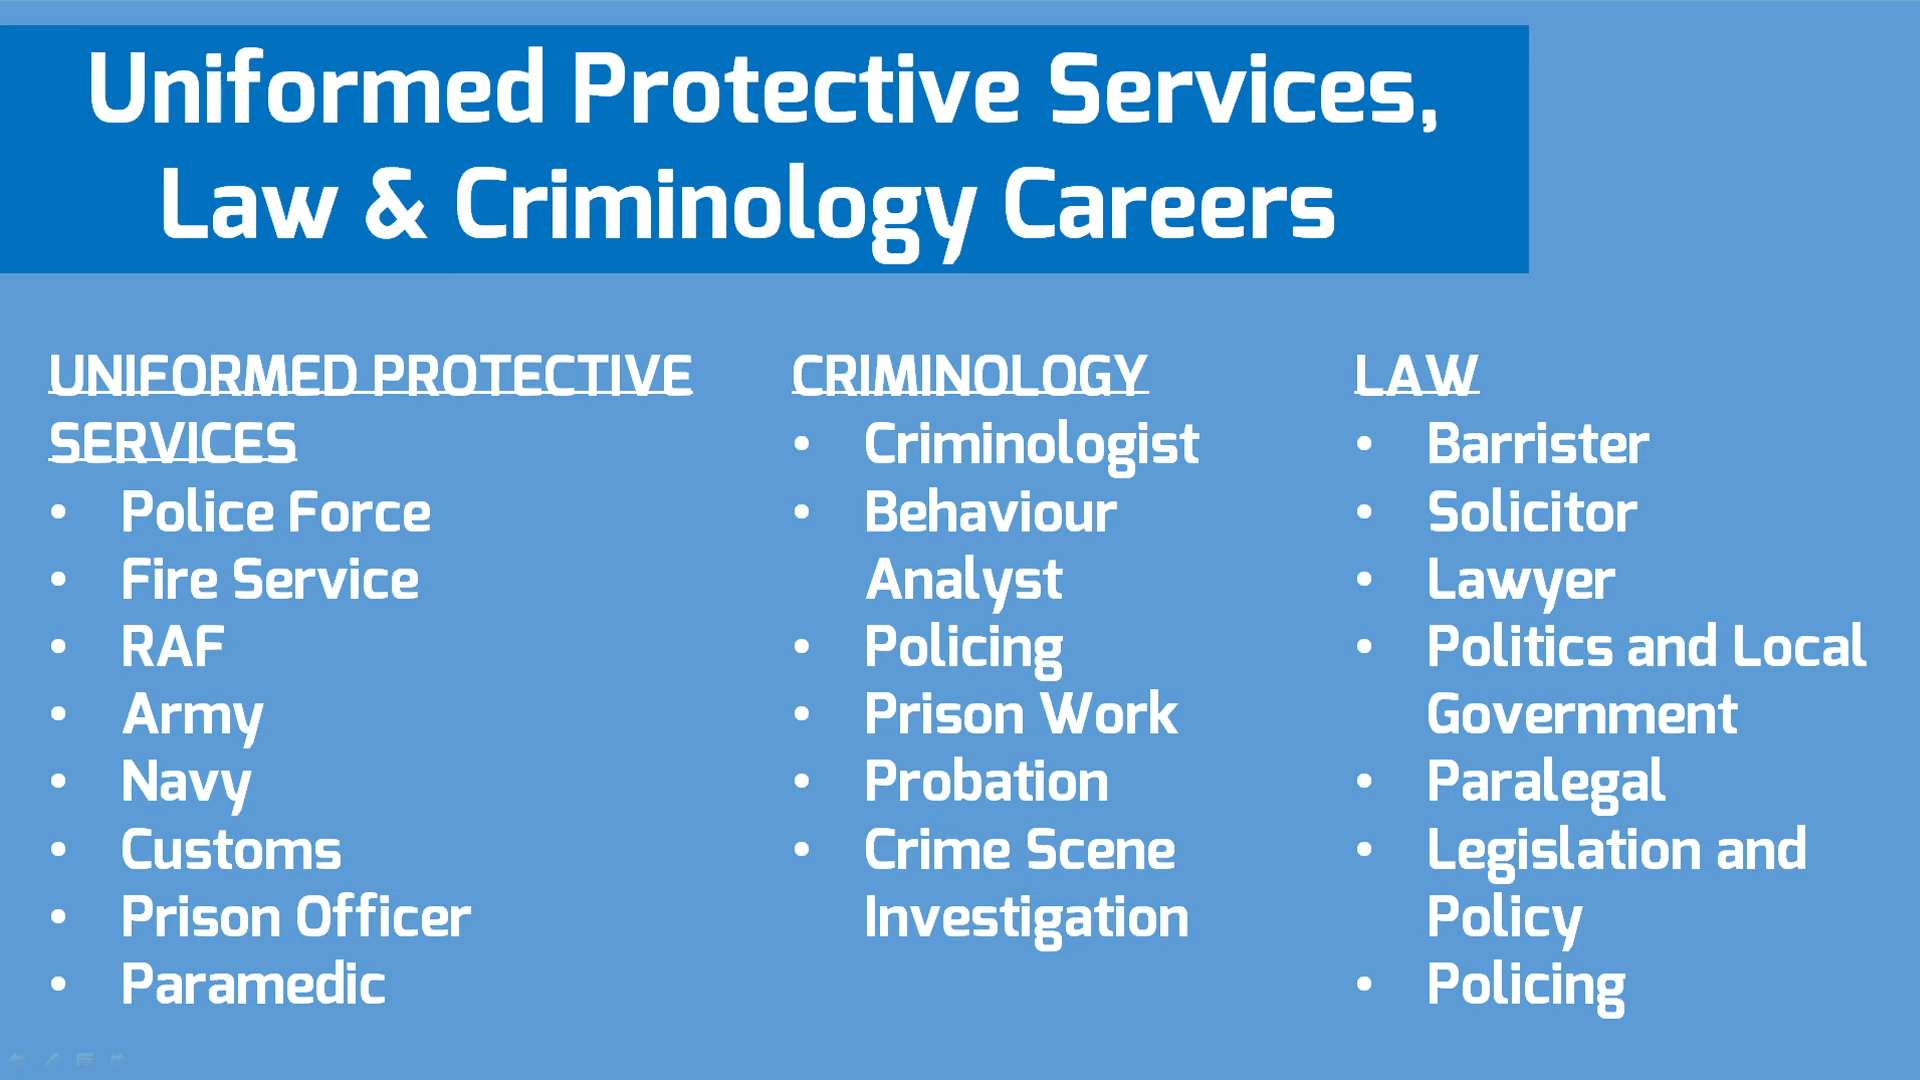 Uniformed Protective Services,
Law & Criminology Careers
UNIFORMED PROTECTIVE
SERVICES
• Police Force
• Fire Service
• RAF
• Army
• Navy
• Customs
• Prison Officer
• Paramedic
CRIMINOLOGY
• Criminologist
• Behaviour
Analyst
• Policing
• Prison Work
• Probation
• Crime Scene
Investigation
LAW
• Barrister
• Solicitor
• Lawyer
• Politics and Local
Government
• Paralegal
• Legislation and
Policy
• Policing